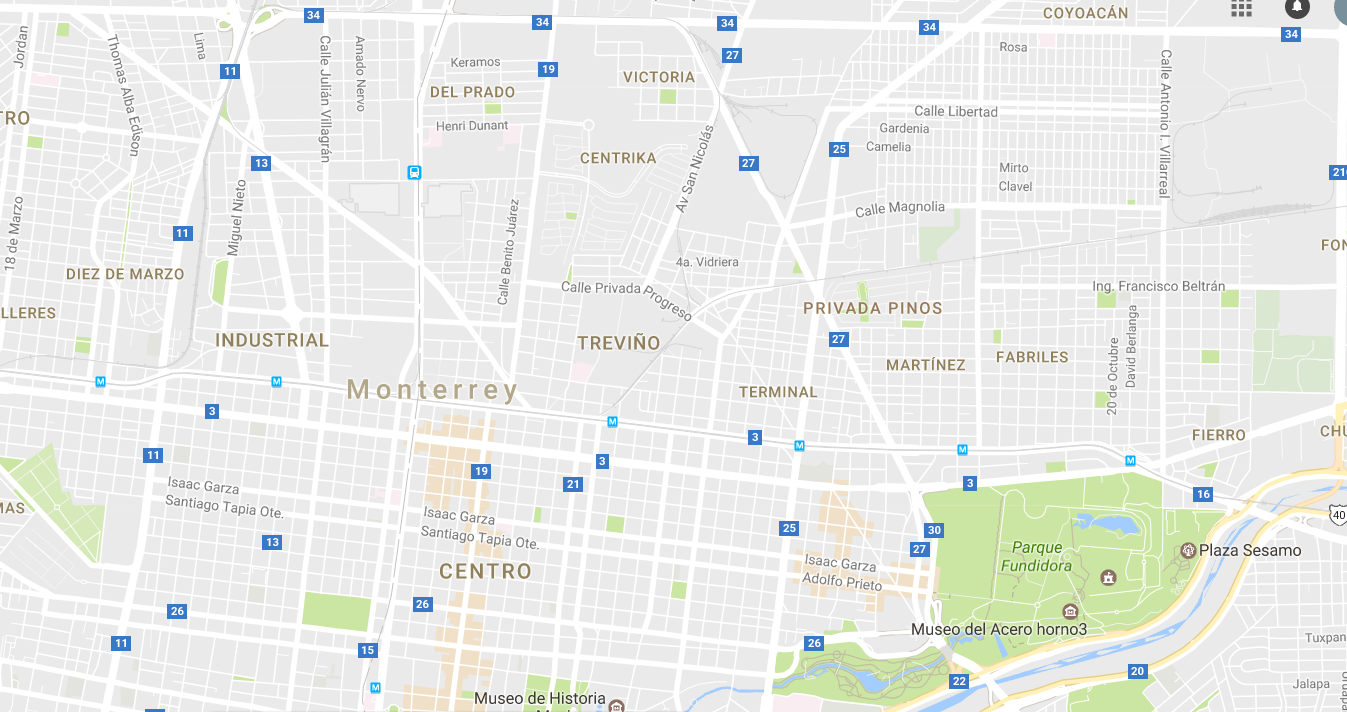 34
34
34
34
34
COYOACÁN
Jordan
Thomas Alba Edison
Lima
Calle Julián Villagrán
Amado Nervo
11
Keramos
19
DEL PRADO
VICTORIA
27
Rosa
Calle Antonio I. Villarreal
TRO
Henri Dunant
CENTRIKA
Av San Nicolás
27
25
Calle Libertad
Gardenia
Camelia
Mirto
Clavel
13
Miguel Nieto
18 de Marzo
11
Calle Benito Juárez
Calle Magnolia
DIEZ DE MARZO
4a. Vidriera
Calle Privada Progreso
Ing. Francisco Beltrán
LLERES
INDUSTRIAL
TREVIÑO
PRIVADA PINOS
27
MARTÍNEZ
FABRILES
20 de Octubre
David Berlanga
FON
Monterrey
TERMINAL
M
M
M
M
M
M
3
3
3
11
19
21
FIERRO
CHU
3
16
40
Isaac Garza
Santiago Tapia Ote.
MAS
Isaac Garza
Santiago Tapia Ote.
13
25
30
27
Parque
Fundidora
Plaza Sesamo
CENTRO
Isaac Garza
Adolfo Prieto
26
26
26
11
15
Museo del Acero horno3
Tuxpan
M
22
20
Jalapa
Museo de Historia